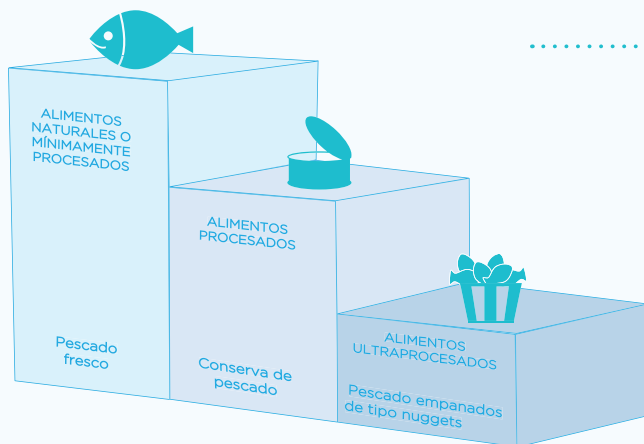 ALIMENTOS
NATURALES O
MÍNIMAMENTE
PROCESADOS
Pescado
fresco
ALIMENTOS
PROCESADOS
Conserva de
pescado
ALIMENTOS
ULTRAPROCESADOS
Pescado empanados
de tipo nuggets